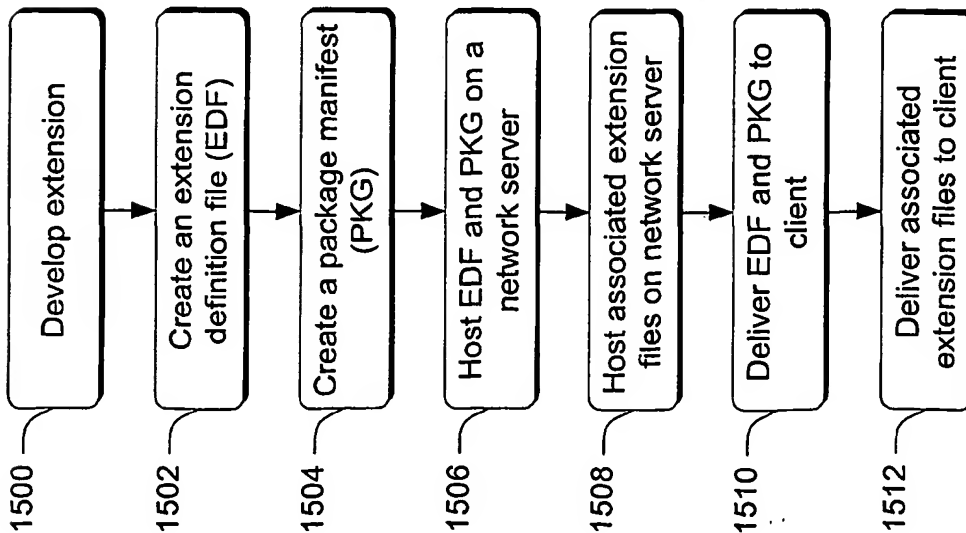 1500
Develop extension
1502
Create an extension
definition file (EDF)
1504
Create a package manifest
(PKG)
1506
Host EDF and PKG on a
network server
1508
Host associated extension
files on network server
1510
Deliver EDF and PKG to
client
1512
Deliver associated
extension files to client